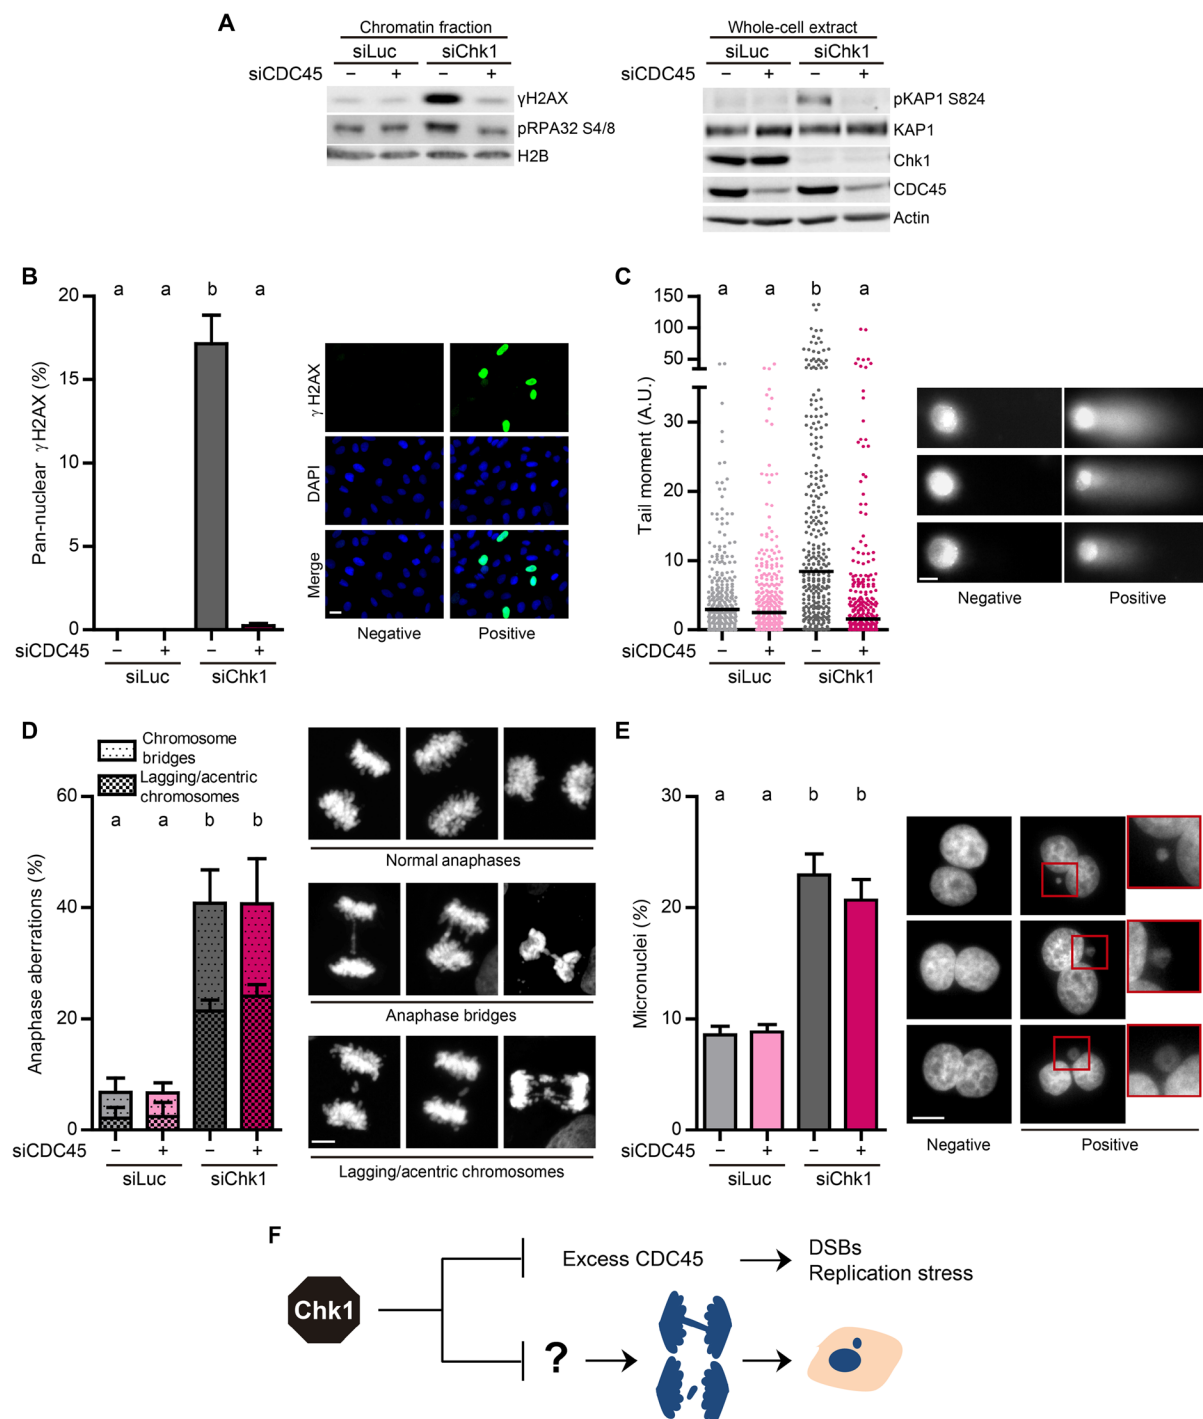 A
Chromatin fraction
siLuc
siChk1
siCDC45
– + – +
γH2AX
pRPA32 S4/8
H2B
Whole-cell extract
siLuc
siChk1
siCDC45
– + – +
pKAP1 S824
KAP1
Chk1
CDC45
Actin
B
Pan-nuclear γH2AX (%)
20
15
10
5
0
a a b a
siCDC45
– + – +
siLuc
siChk1
γ H2AX
DAPI
Merge
Negative
Positive
C
Tail moment (A.U.)
150
100
50
30
20
10
0
a a b a
siCDC45
– + – +
siLuc
siChk1
Negative
Positive
D
Chromosome
bridges
Lagging/acentric
chromosomes
Anaphase aberrations (%)
60
40
20
0
a a b b
siCDC45
– + – +
siLuc
siChk1
Normal anaphases
Anaphase bridges
Lagging/acentric chromosomes
E
Micronuclei (%)
30
20
10
0
a a b b
siCDC45
– + – +
siLuc
siChk1
Negative
Positive
F
Chk1
Excess CDC45
DSBs
Replication stress
?